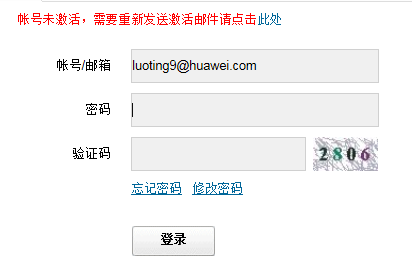 帐号未激活，需要重新发送激活邮件请点击此处
帐号/邮箱 luoting9@huawei.com
密码
验证码 2806
忘记密码 修改密码
登录